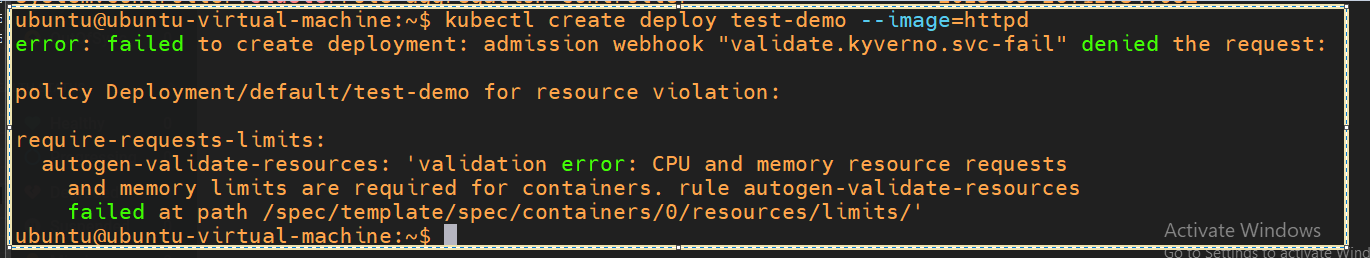 ubuntu@ubuntu-virtual-machine:~$ kubectl create deploy test-demo --image=httpd
error: failed to create deployment: admission webhook "validate.kyverno.svc-fail" denied the request:
policy Deployment/default/test-demo for resource violation:
require-requests-limits:
  autogen-validate-resources: 'validation error: CPU and memory resource requests
    and memory limits are required for containers. rule autogen-validate-resources
    failed at path /spec/template/spec/containers/0/resources/limits/'
ubuntu@ubuntu-virtual-machine:~$
Activate Windows
Go to Settings to activate Wind